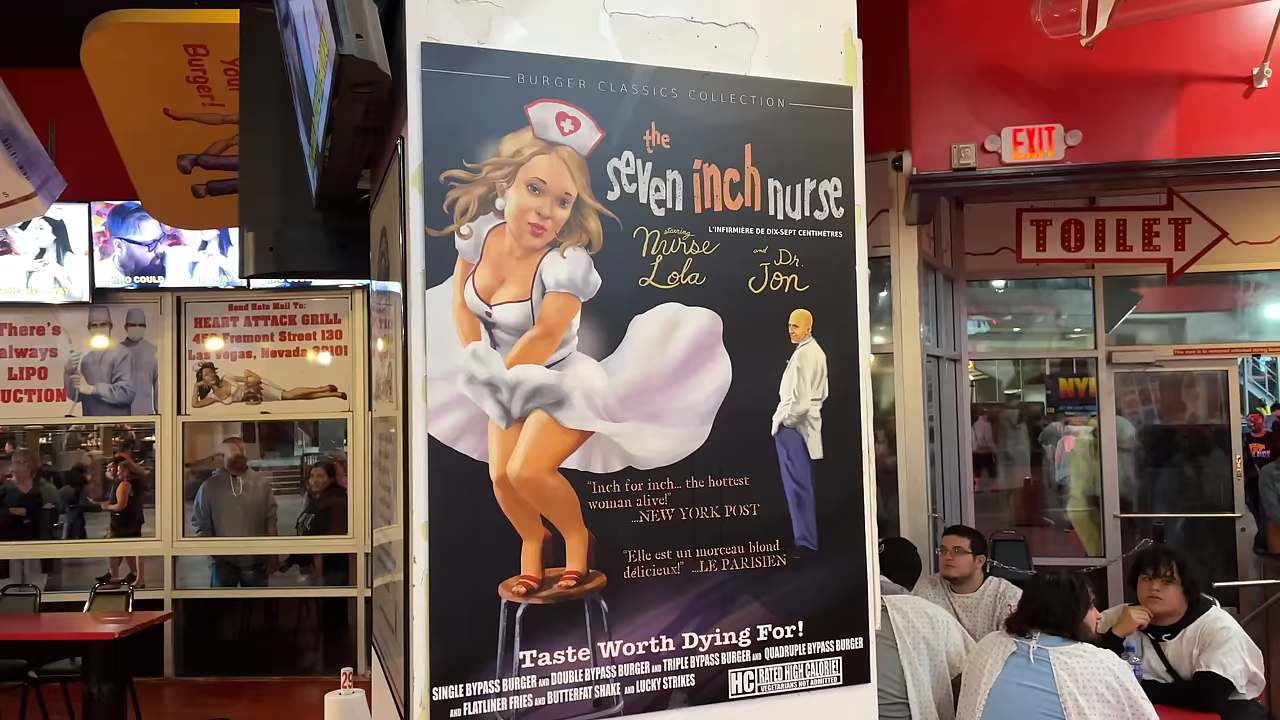 Your
Burger!
WHO COULD
There's
always
LIPO
UCTION
Send Hate Mail To:
HEART ATTACK GRILL
450 Fremont Street 130
Las Vegas, Nevada 89101
BURGER CLASSICS COLLECTION
the
seven inch nurse
L'INFIRMIÈRE DE DIX-SEPT CENTIMÈTRES
starring
Nurse
Lola
and Dr.
Jon
"Inch for inch... the hottest
woman alive!"
...NEW YORK POST
"Elle est un morceau blond
délicieux!" ...LE PARISIEN
Taste Worth Dying For!
SINGLE BYPASS BURGER AND DOUBLE BYPASS BURGER AND TRIPLE BYPASS BURGER AND QUADRUPLE BYPASS BURGER
AND FLATLINER FRIES AND BUTTERFAT SHAKE AND LUCKY STRIKES
HC RATED HIGH CALORIE!
VEGETARIANS NOT ADMITTED
EXIT
TOILET
NY